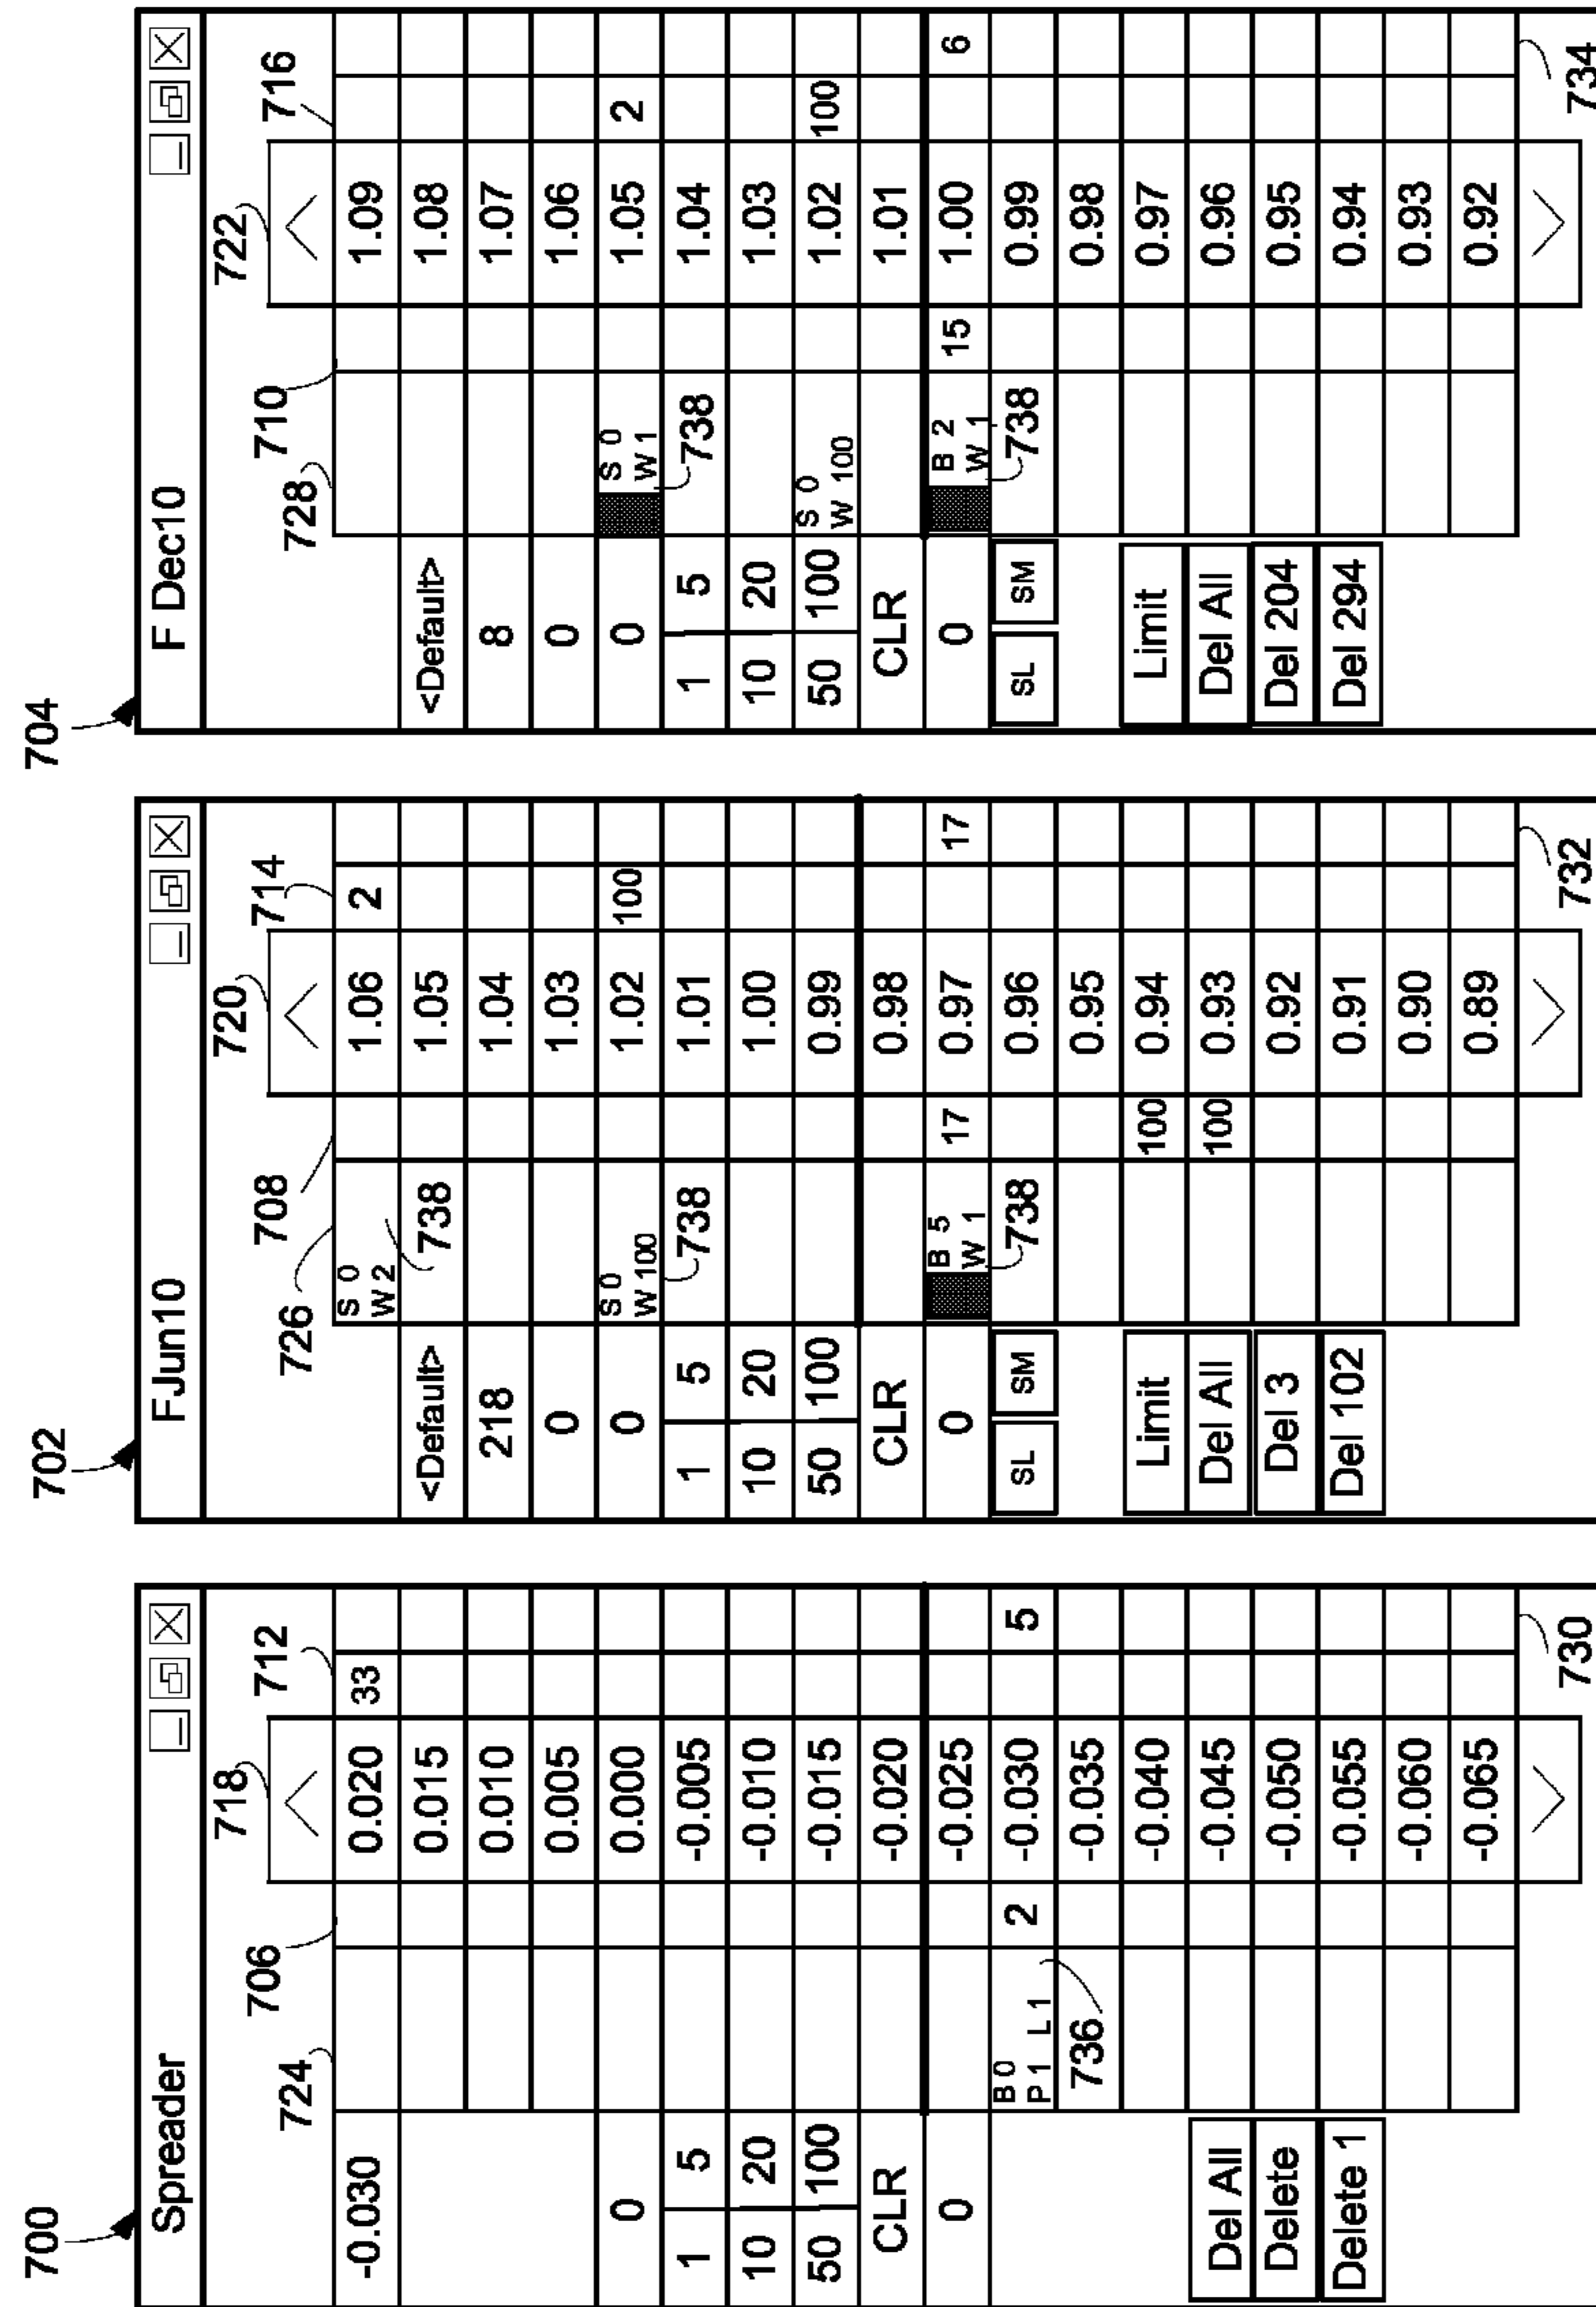 700
Spreader
724
706
718
712
-0.030
0.020 33
0.015
0.010
0.005
0 0.000
1 5 -0.005
10 20 -0.010
50 100 -0.015
CLR -0.020
0 -0.025
B 0
P 1 L 1
2 -0.030 5
736
-0.035
-0.040
Del All -0.045
Delete -0.050
Delete 1 -0.055
-0.060
-0.065
730
702
FJun10
726
708
720
714
S 0
W 2
1.06 2
<Default> 738 1.05
218 1.04
0 1.03
S 0
W 100
0 1.02 100
1 5 738 1.01
10 20 1.00
50 100 0.99
CLR 0.98
B 5
W 1
0 17 0.97 17
SL SM 738 0.96
0.95
Limit 100 0.94
Del All 100 0.93
Del 3 0.92
Del 102 0.91
0.90
0.89
732
704
F Dec10
728
710
722
716
1.09
<Default> 1.08
8 1.07
0 1.06
S 0
W 1
0 1.05 2
1 5 738 1.04
10 20 1.03
S 0
W 100
50 100 1.02 100
CLR 1.01
B 2
W 1
0 15 1.00 6
SL SM 738 0.99
0.98
Limit 0.97
Del All 0.96
Del 204 0.95
Del 294 0.94
0.93
0.92
734